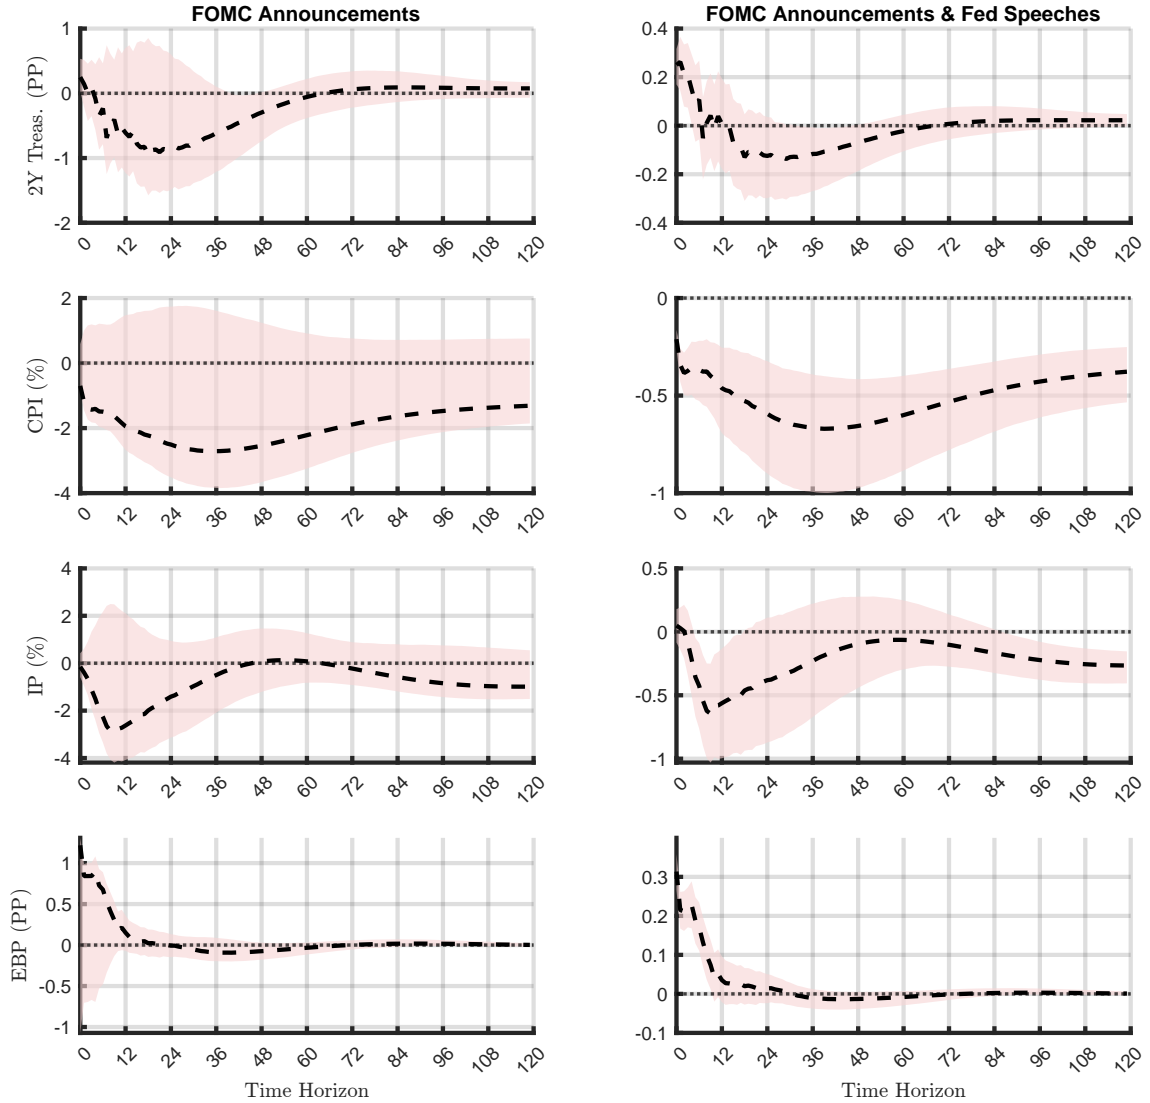 FOMC Announcements
2Y Treas. (PP)
1
0
-1
-2
0 12 24 36 48 60 72 84 96 108 120
FOMC Announcements & Fed Speeches
0.4
0.2
0
-0.2
-0.4
0 12 24 36 48 60 72 84 96 108 120
CPI (%)
2
0
-2
-4
0 12 24 36 48 60 72 84 96 108 120
0
-0.5
-1
0 12 24 36 48 60 72 84 96 108 120
IP (%)
4
2
0
-2
-4
0 12 24 36 48 60 72 84 96 108 120
0.5
0
-0.5
-1
0 12 24 36 48 60 72 84 96 108 120
EBP (PP)
1
0.5
0
-0.5
-1
0 12 24 36 48 60 72 84 96 108 120
Time Horizon
0.3
0.2
0.1
0
-0.1
0 12 24 36 48 60 72 84 96 108 120
Time Horizon